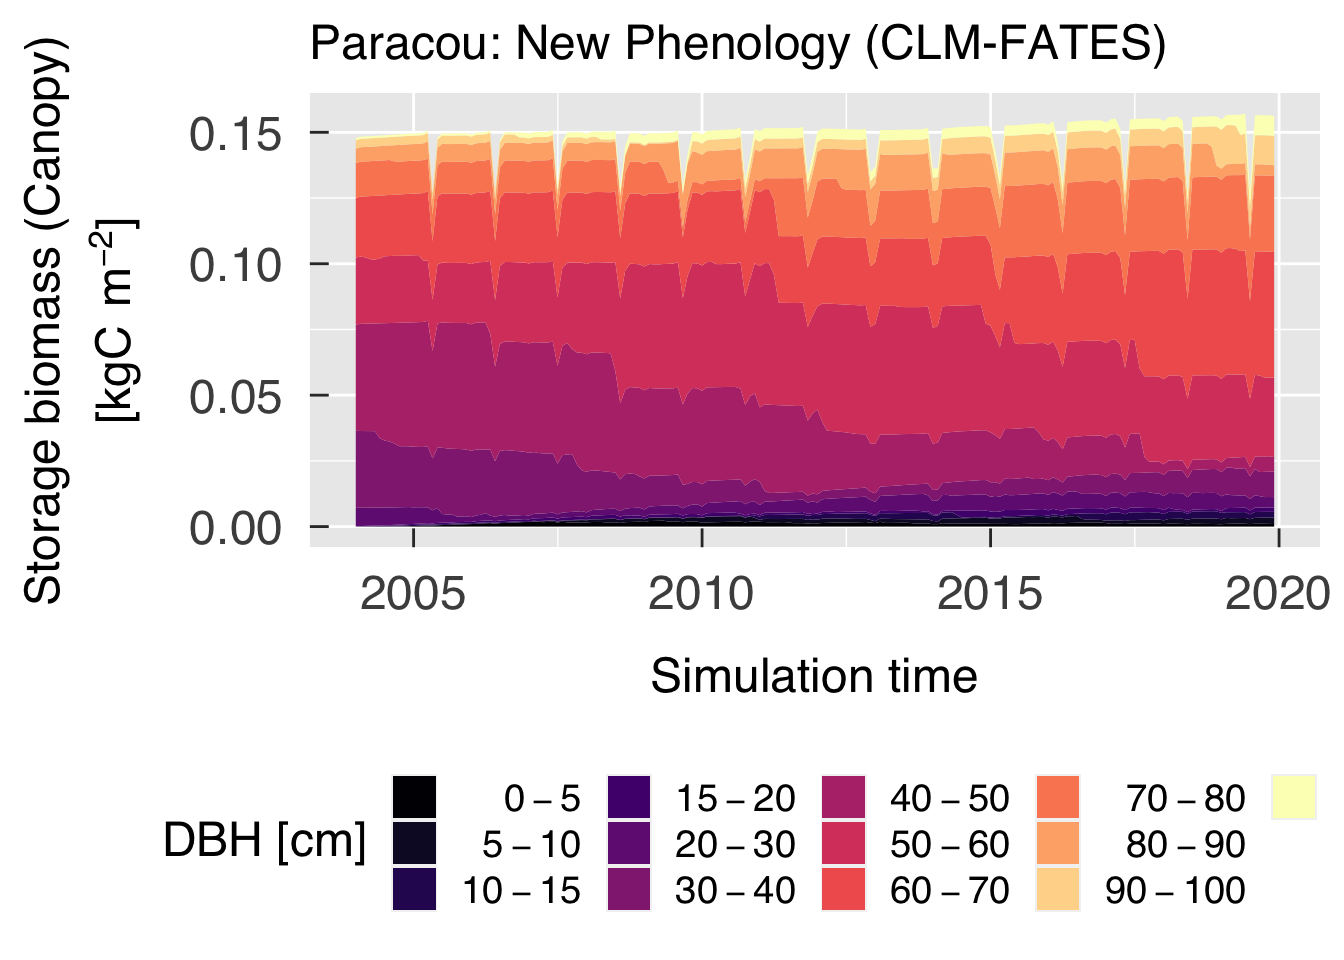 Paracou: New Phenology (CLM-FATES)
Storage biomass (Canopy)
[kgC m⁻²]
0.15
0.10
0.05
0.00
2005 2010 2015 2020
Simulation time
DBH [cm]
0 – 5 15 – 20 40 – 50 70 – 80
5 – 10 20 – 30 50 – 60 80 – 90
10 – 15 30 – 40 60 – 70 90 – 100